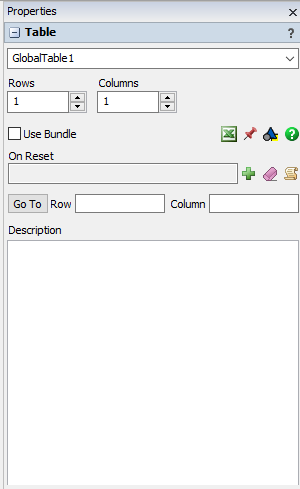 Properties
Table ?
GlobalTable1
Rows Columns
1 1
Use Bundle
On Reset
Go To Row Column
Description